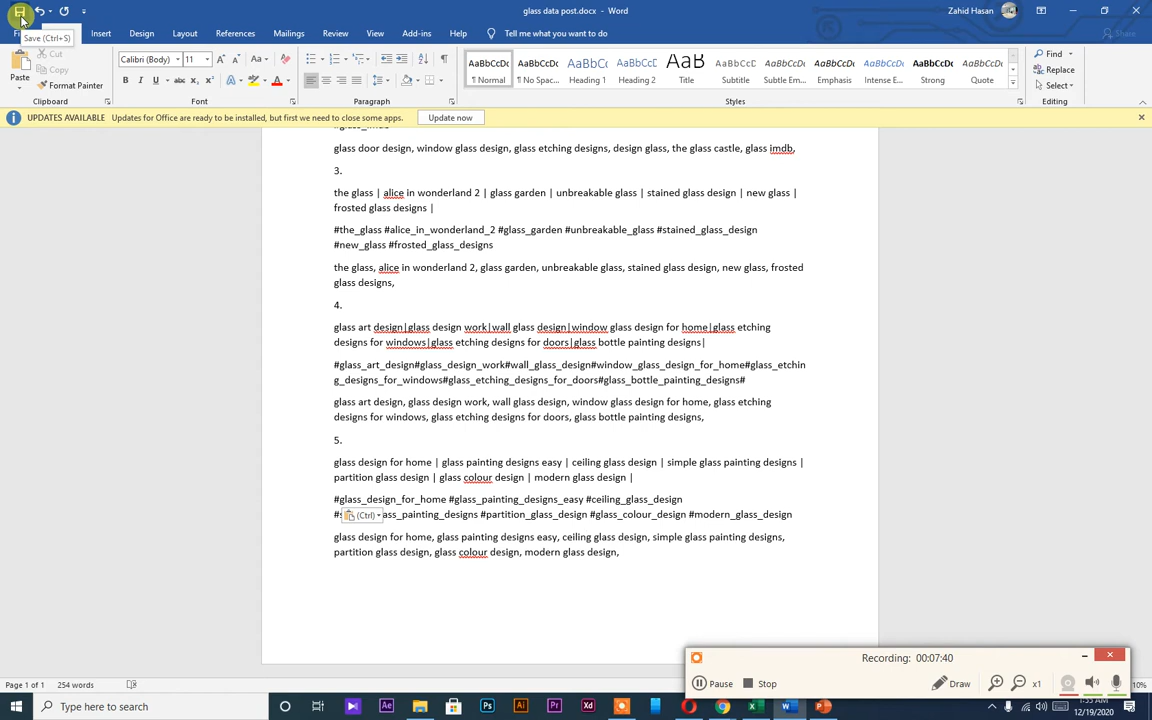 glass data post.docx - Word
Zahid Hasan
Save (Ctrl+S)
Insert Design Layout References Mailings Review View Add-ins Help Tell me what you want to do Share
Cut
Copy
Paste
Format Painter
Clipboard
Calibri (Body) 11
Font
Paragraph
AaBbCcDc AaBbCcDc AaBbCc AaBbCcC AaB AaBbCcC AaBbCcDc AaBbCcDc AaBbCcDc AaBbCcDc AaBbCcDc
¶ Normal ¶ No Spac... Heading 1 Heading 2 Title Subtitle Subtle Em... Emphasis Intense E... Strong Quote
Styles
Find
Replace
Select
Editing
UPDATES AVAILABLE Updates for Office are ready to be installed, but first we need to close some apps. Update now
#glass_imdb
glass door design, window glass design, glass etching designs, design glass, the glass castle, glass imdb,
3.
the glass | alice in wonderland 2 | glass garden | unbreakable glass | stained glass design | new glass |
frosted glass designs |
#the_glass #alice_in_wonderland_2 #glass_garden #unbreakable_glass #stained_glass_design
#new_glass #frosted_glass_designs
the glass, alice in wonderland 2, glass garden, unbreakable glass, stained glass design, new glass, frosted
glass designs,
4.
glass art design|glass design work|wall glass design|window glass design for home|glass etching
designs for windows|glass etching designs for doors|glass bottle painting designs|
#glass_art_design#glass_design_work#wall_glass_design#window_glass_design_for_home#glass_etchin
g_designs_for_windows#glass_etching_designs_for_doors#glass_bottle_painting_designs#
glass art design, glass design work, wall glass design, window glass design for home, glass etching
designs for windows, glass etching designs for doors, glass bottle painting designs,
5.
glass design for home | glass painting designs easy | ceiling glass design | simple glass painting designs |
partition glass design | glass colour design | modern glass design |
#glass_design_for_home #glass_painting_designs_easy #ceiling_glass_design
#s (Ctrl) ass_painting_designs #partition_glass_design #glass_colour_design #modern_glass_design
glass design for home, glass painting designs easy, ceiling glass design, simple glass painting designs,
partition glass design, glass colour design, modern glass design,
Recording: 00:07:40
Pause Stop Draw x1
Page 1 of 1 254 words
10%
Type here to search
1:55 AM
12/19/2020